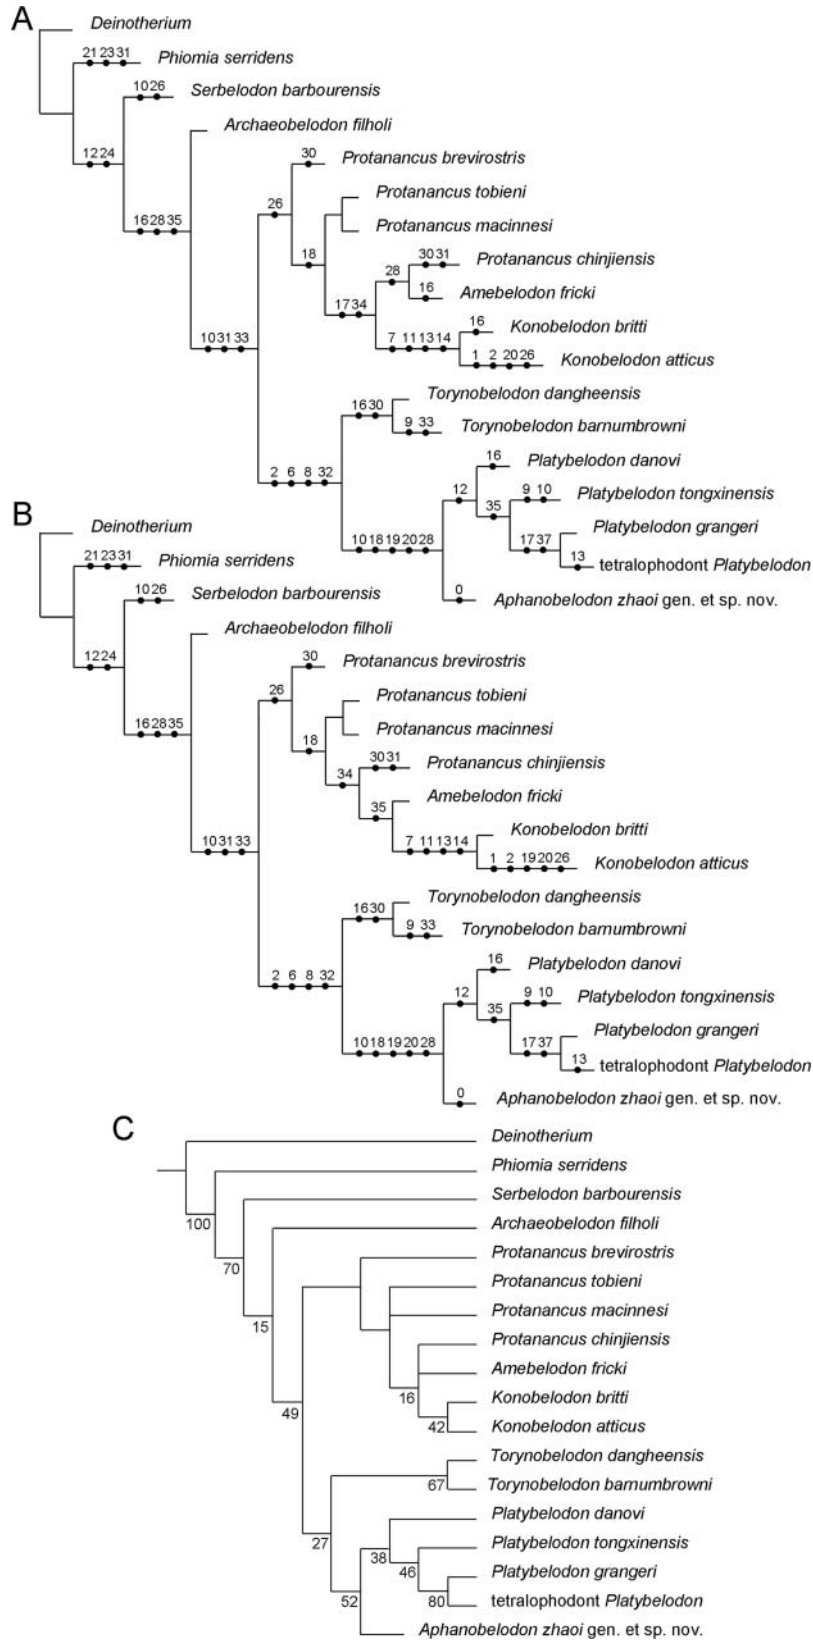 A
Deinotherium
21 23 31
Phiomia serridens
10 26
Serbelodon barbourensis
12 24
Archaeobelodon filholi
30
Protanancus brevirostris
Protanancus tobieni
26
16 28 35
Protanancus macinnesi
18
30 31
Protanancus chinjiensis
28
16
Amebelodon fricki
17 34
16
Konobelodon britti
10 31 33
7 11 13 14
1 2 20 26
Konobelodon atticus
Torynobelodon dangheensis
16 30
9 33
Torynobelodon barnumbrowni
16
Platybelodon danovi
2 6 8 32
12
9 10
Platybelodon tongxinensis
35
Platybelodon grangeri
10 18 19 20 28
17 37
13
tetralophodont Platybelodon
0
Aphanobelodon zhaoi gen. et sp. nov.
B
Deinotherium
21 23 31
Phiomia serridens
10 26
Serbelodon barbourensis
12 24
Archaeobelodon filholi
30
Protanancus brevirostris
26
Protanancus tobieni
16 28 35
Protanancus macinnesi
18
30 31
Protanancus chinjiensis
34
Amebelodon fricki
35
Konobelodon britti
10 31 33
7 11 13 14
1 2 19 20 26
Konobelodon atticus
Torynobelodon dangheensis
16 30
9 33
Torynobelodon barnumbrowni
16
Platybelodon danovi
2 6 8 32
12
9 10
Platybelodon tongxinensis
35
Platybelodon grangeri
10 18 19 20 28
17 37
13
tetralophodont Platybelodon
0
Aphanobelodon zhaoi gen. et sp. nov.
C
Deinotherium
Phiomia serridens
100
Serbelodon barbourensis
70
Archaeobelodon filholi
15
Protanancus brevirostris
Protanancus tobieni
Protanancus macinnesi
Protanancus chinjiensis
Amebelodon fricki
16
49
Konobelodon britti
42
Konobelodon atticus
Torynobelodon dangheensis
67
Torynobelodon barnumbrowni
Platybelodon danovi
27
38
Platybelodon tongxinensis
46
Platybelodon grangeri
52
80
tetralophodont Platybelodon
Aphanobelodon zhaoi gen. et sp. nov.